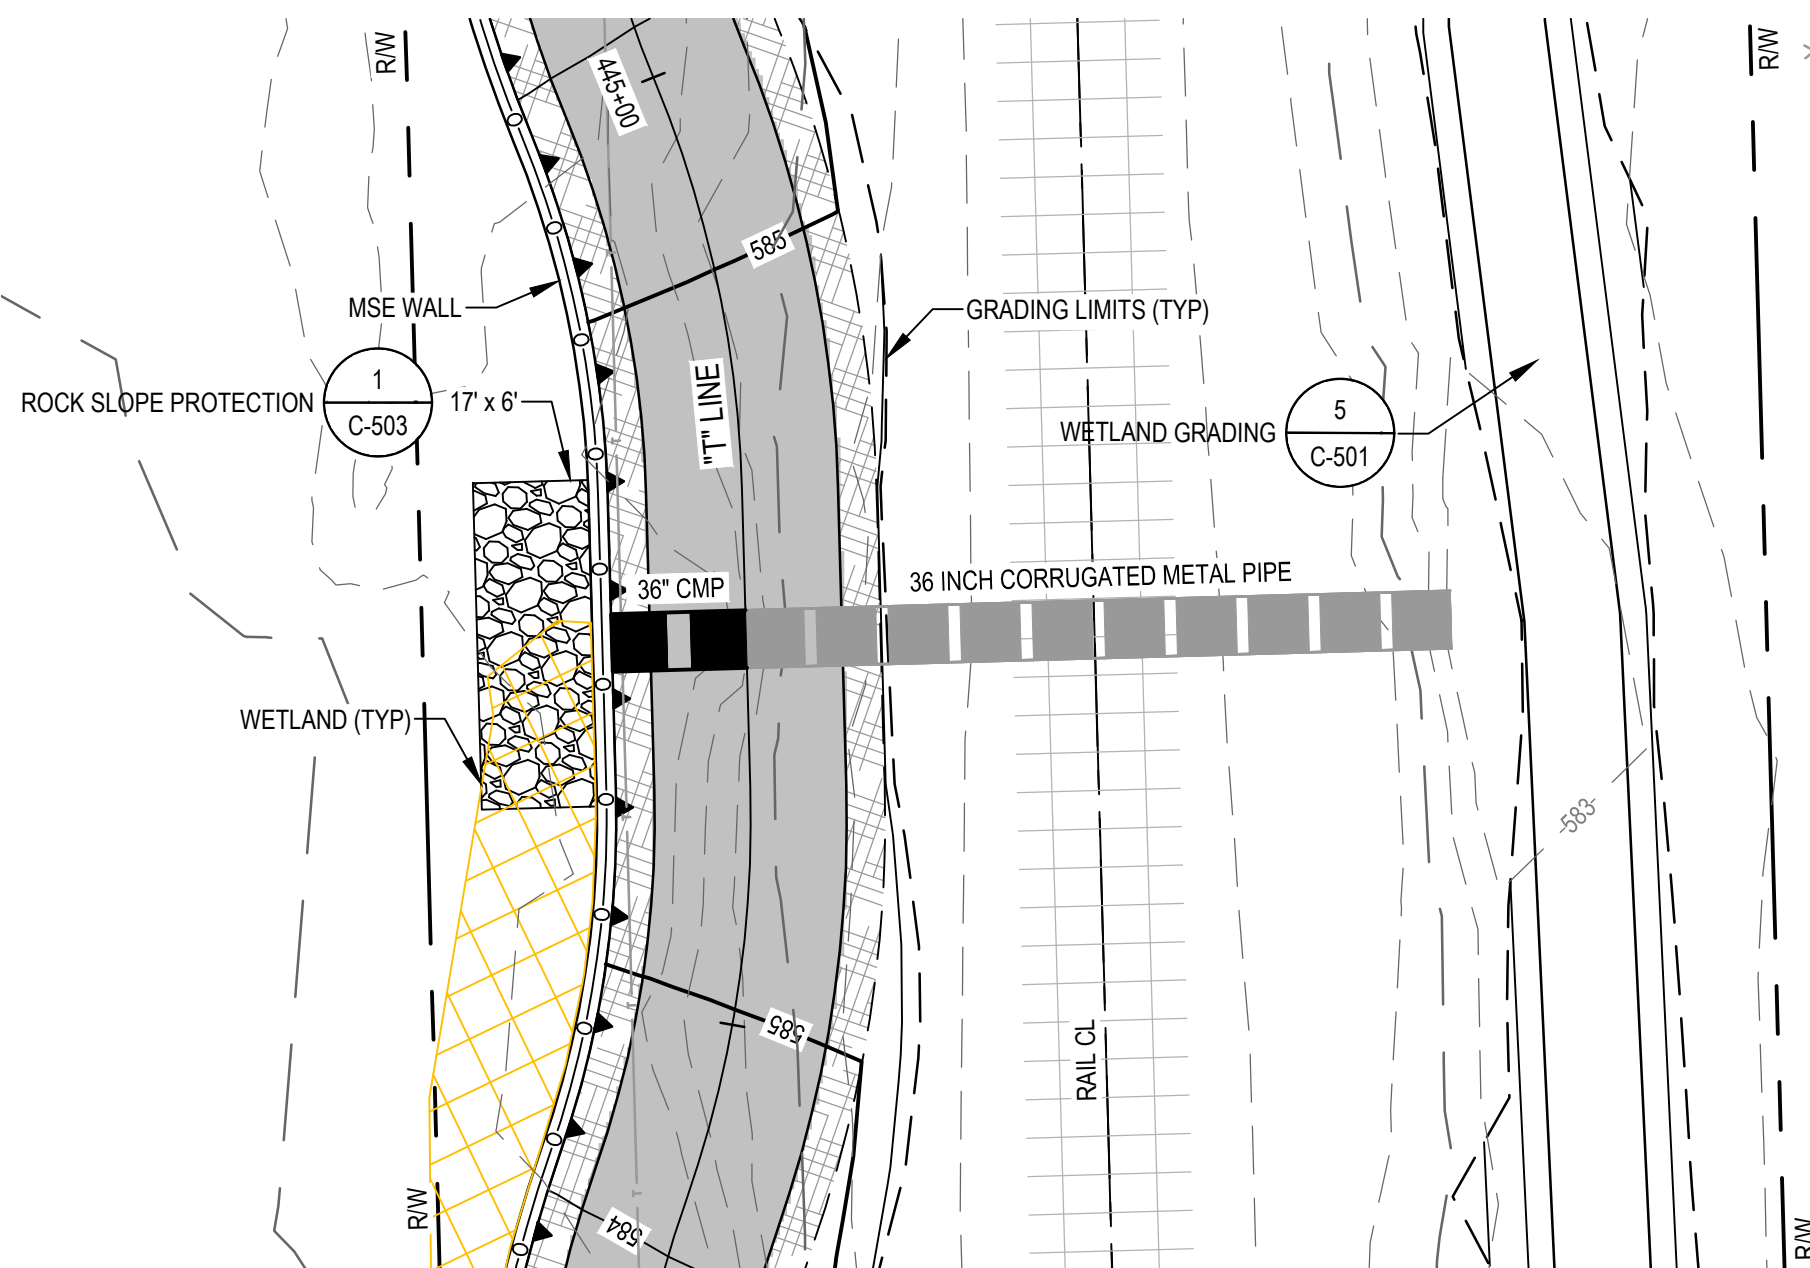 R/W
R/W
445+00
585
MSE WALL
GRADING LIMITS (TYP)
ROCK SLOPE PROTECTION
1
C-503
17' x 6'
"T" LINE
WETLAND GRADING
5
C-501
36" CMP
36 INCH CORRUGATED METAL PIPE
WETLAND (TYP)
583
585
RAIL CL
R/W
584
R/W